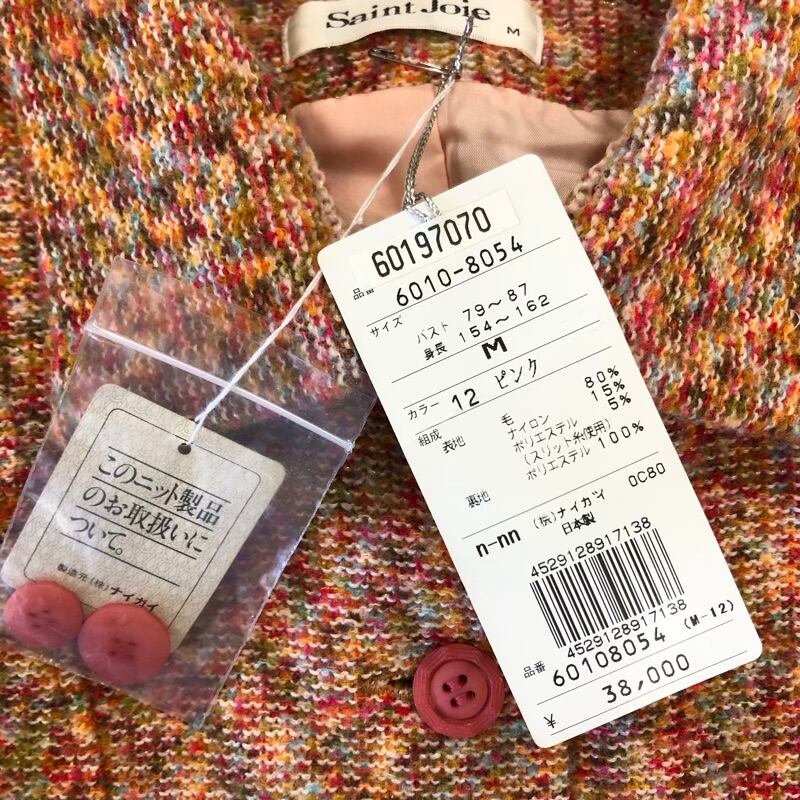 Saint Joie
M
60197070
品番 6010-8054
サイズ バスト 79〜87
身長 154〜162
M
カラー 12 ピンク
組成 表地 毛 80%
ナイロン 15%
ポリエステル 5%
(スリット糸使用)
裏地 ポリエステル 100%
0C80
n-nn (株)ナイガイ
日本製
4529128917138
4529128917138
品番 60108054 (M-12)
¥ 38,000
このニット製品
のお取扱いに
ついて。
製造元(株)ナイガイ